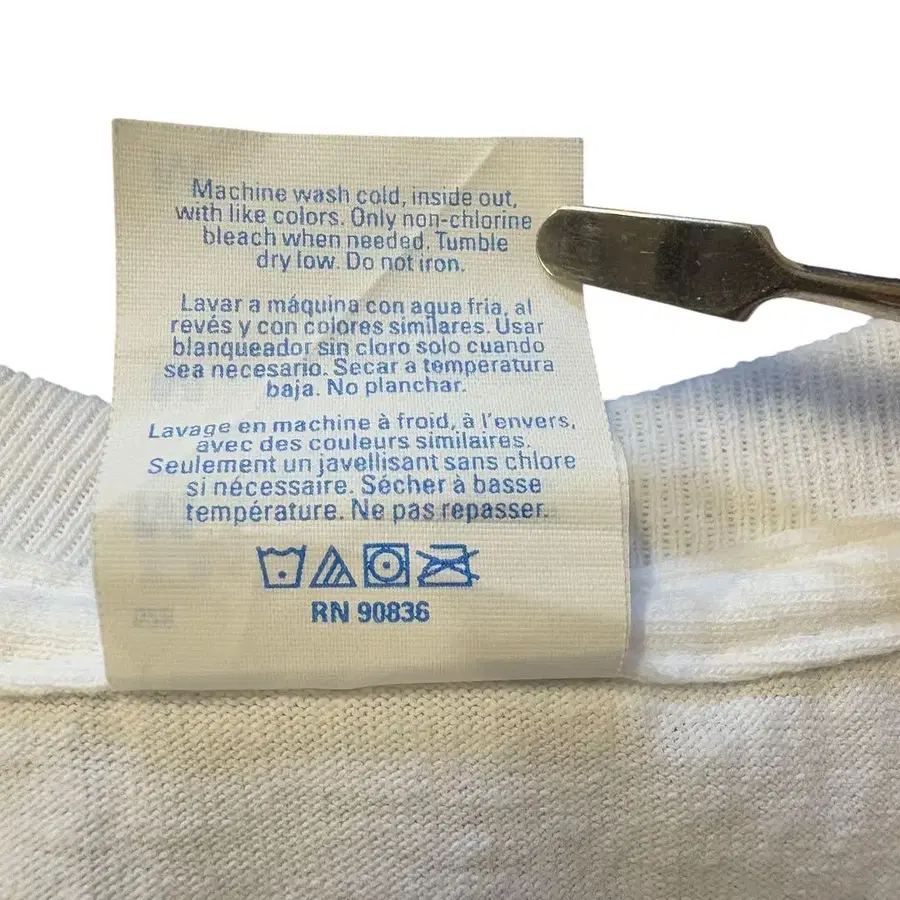 Machine wash cold, inside out,
with like colors. Only non-chlorine
bleach when needed. Tumble
dry low. Do not iron.
Lavar a máquina con agua fria, al
revés y con colores similares. Usar
blanqueador sin cloro solo cuando
sea necesario. Secar a temperatura
baja. No planchar.
Lavage en machine à froid, à l'envers,
avec des couleurs similaires.
Seulement un javellisant sans chlore
si nécessaire. Sécher à basse
température. Ne pas repasser.
RN 90836